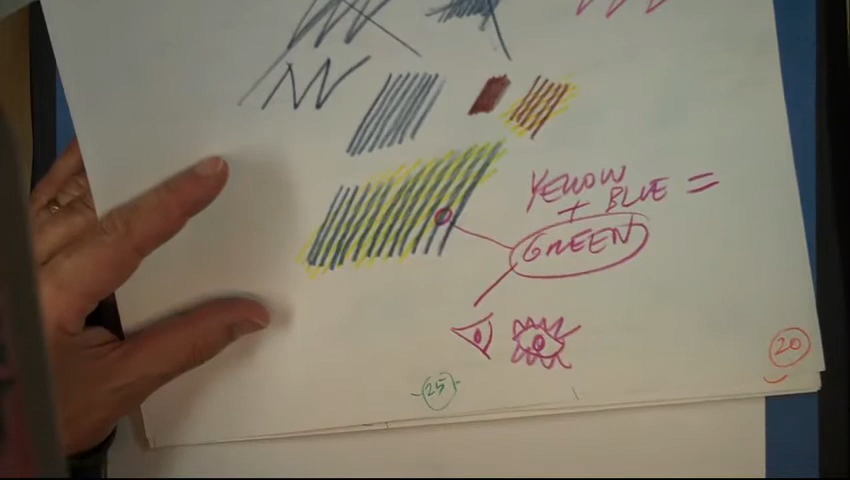 YELLOW
+ BLUE =
GREEN
25
20